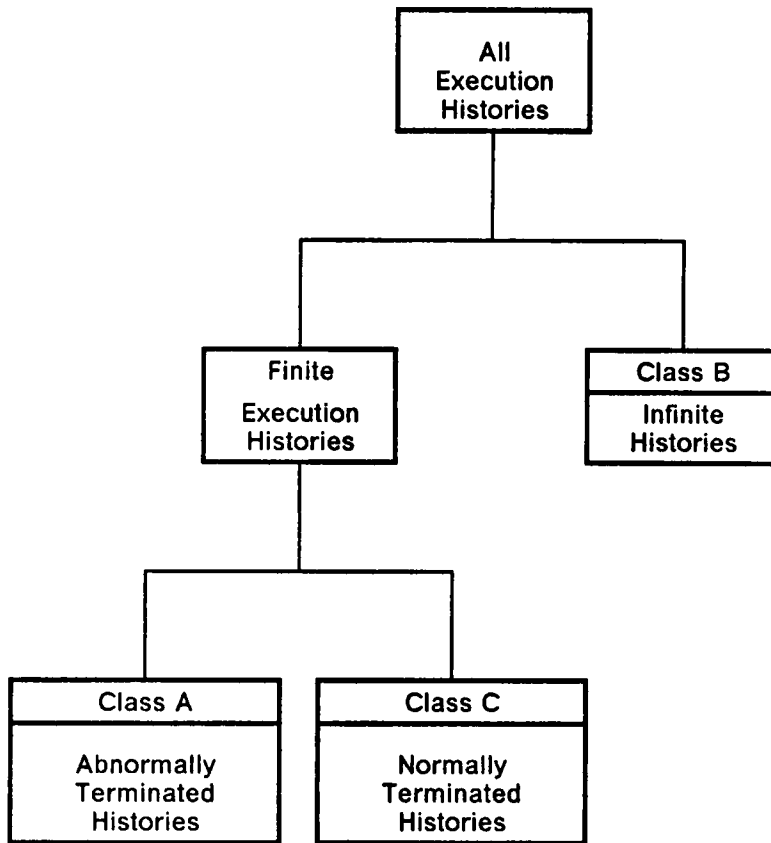 All
Execution
Histories
Finite
Execution
Histories
Class B
Infinite
Histories
Class A
Abnormally
Terminated
Histories
Class C
Normally
Terminated
Histories